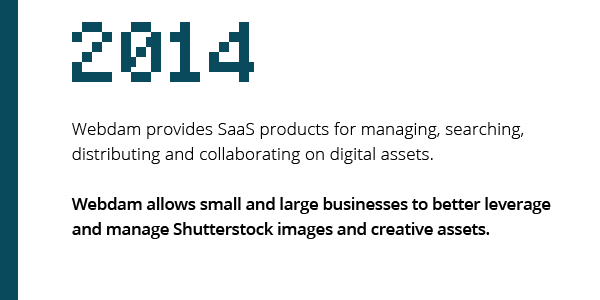 2014
Webdam provides SaaS products for managing, searching,
distributing and collaborating on digital assets.
Webdam allows small and large businesses to better leverage
and manage Shutterstock images and creative assets.